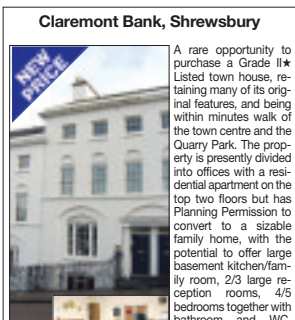 Claremont Bank, Shrewsbury
NEW
PRICE
A rare opportunity to
purchase a Grade II★
Listed town house, re-
taining many of its orig-
inal features, and being
within minutes walk of
the town centre and the
Quarry Park. The prop-
erty is presently divided
into offices with a resi-
dential apartment on the
top two floors but has
Planning Permission to
convert to a sizable
family home, with the
potential to offer large
basement kitchen/fam-
ily room, 2/3 large re-
ception rooms, 4/5
bedrooms together with
bathroom and WC.